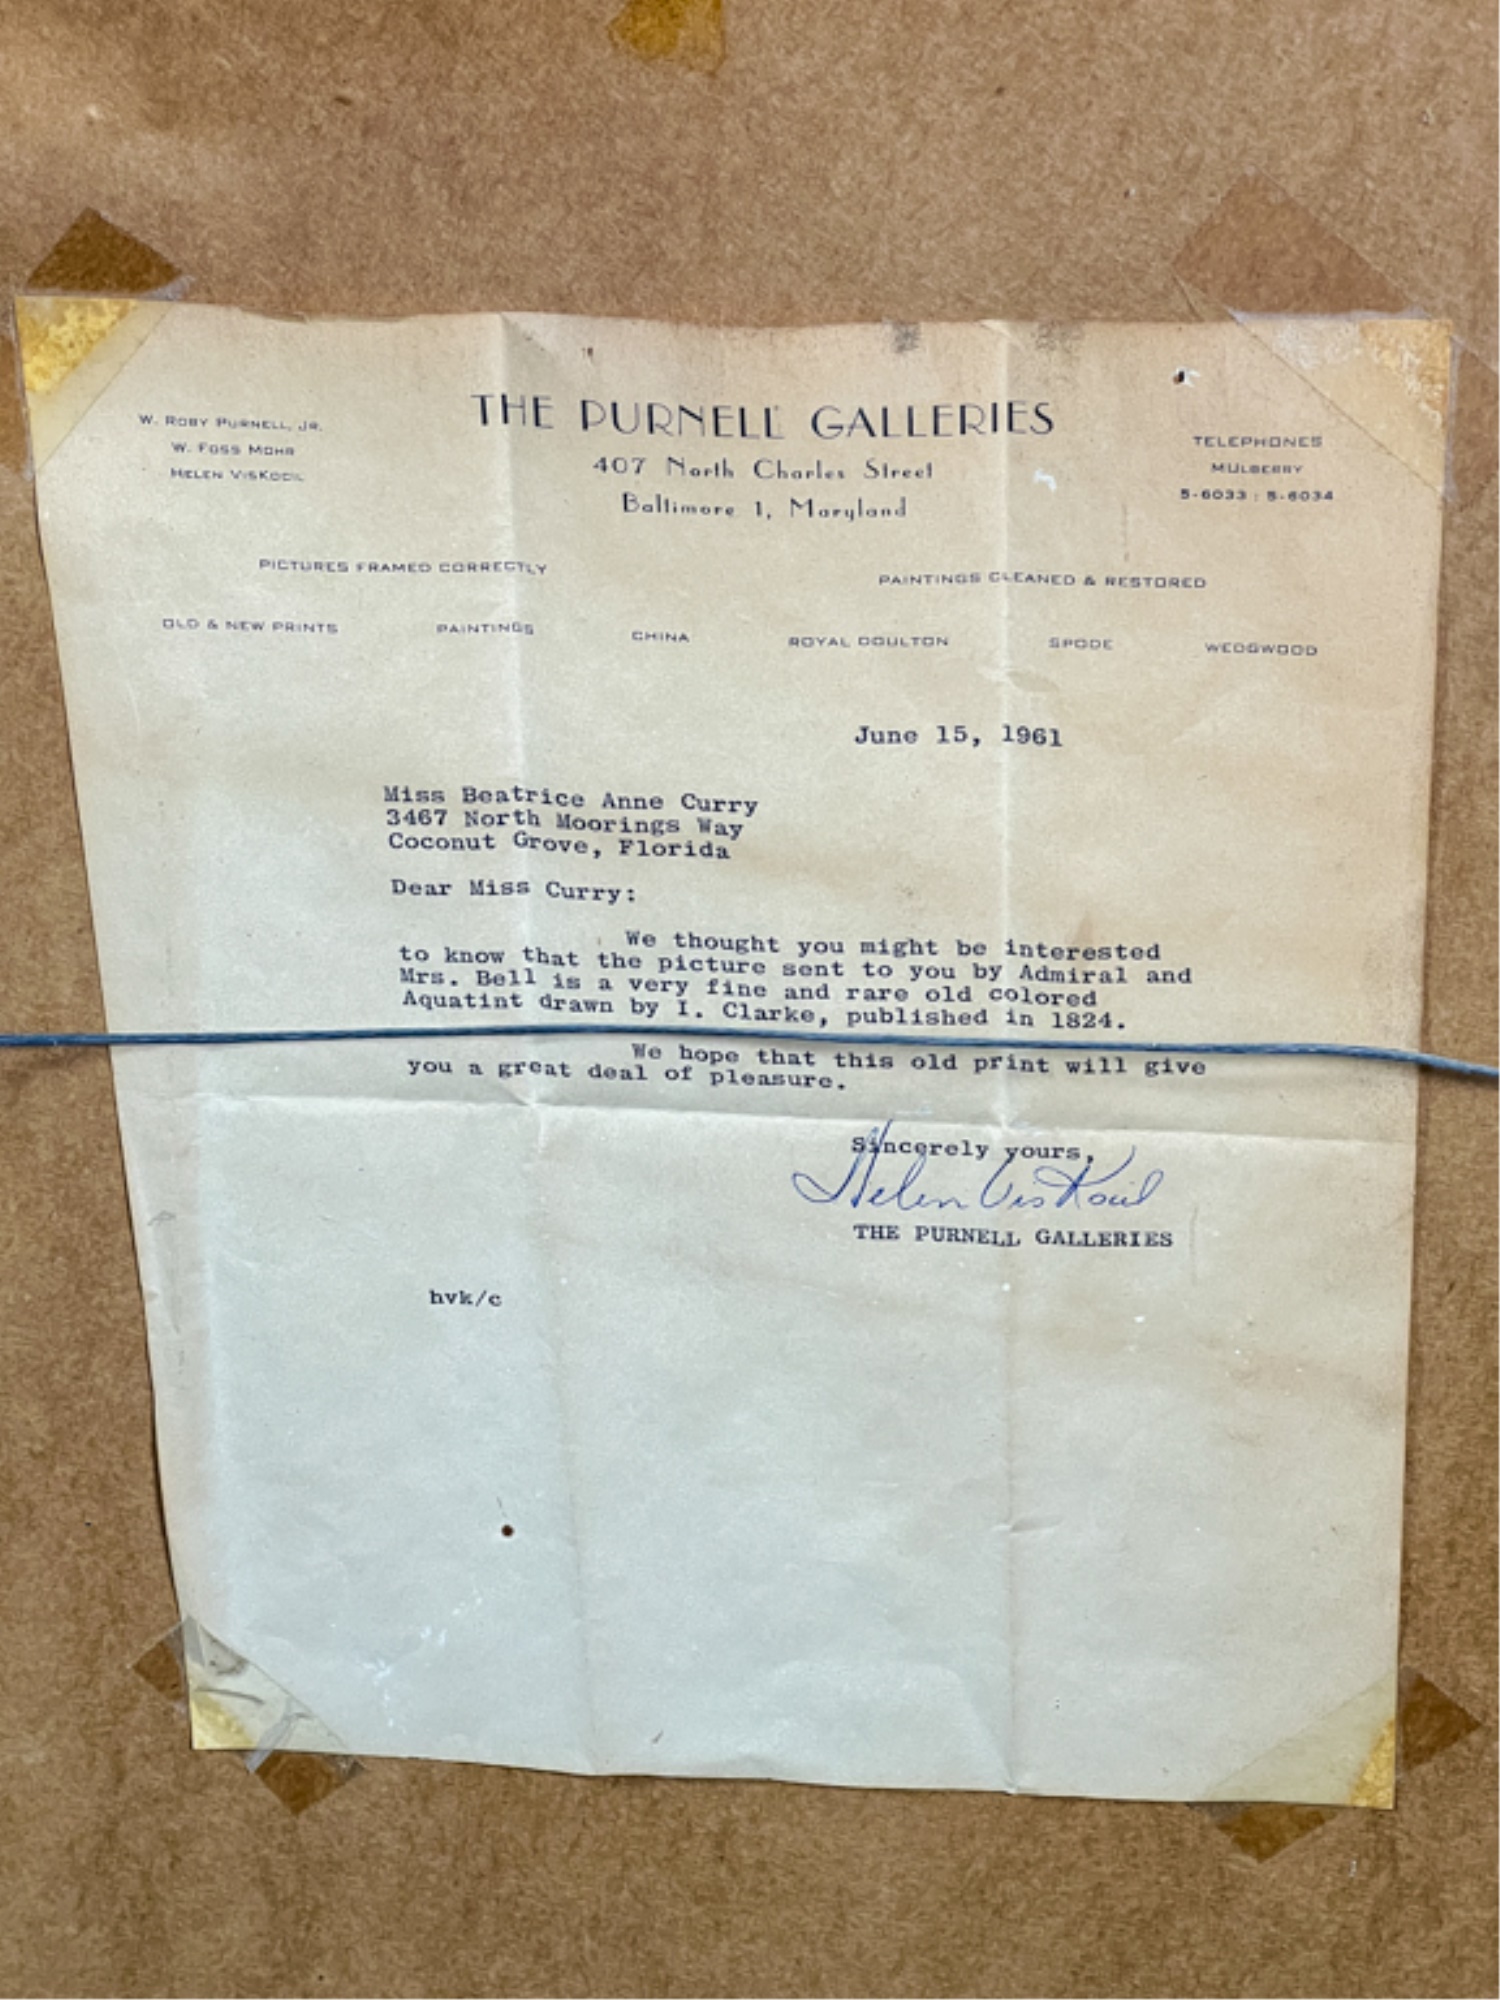 THE PURNELL GALLERIES
407 North Charles Street
Baltimore 1, Maryland
W. ROBY PURNELL, JR.
W. FOSS MOHR
HELEN VISKOCIL
TELEPHONES
MULBERRY
5-6033 : 5-6034
PICTURES FRAMED CORRECTLY
PAINTINGS CLEANED & RESTORED
OLD & NEW PRINTS PAINTINGS CHINA ROYAL DOULTON SPODE WEDGWOOD
June 15, 1961
Miss Beatrice Anne Curry
3467 North Moorings Way
Coconut Grove, Florida
Dear Miss Curry:
We thought you might be interested
to know that the picture sent to you by Admiral and
Mrs. Bell is a very fine and rare old colored
Aquatint drawn by I. Clarke, published in 1824.
We hope that this old print will give
you a great deal of pleasure.
Sincerely yours,
Helen VisKocil
THE PURNELL GALLERIES
hvk/c